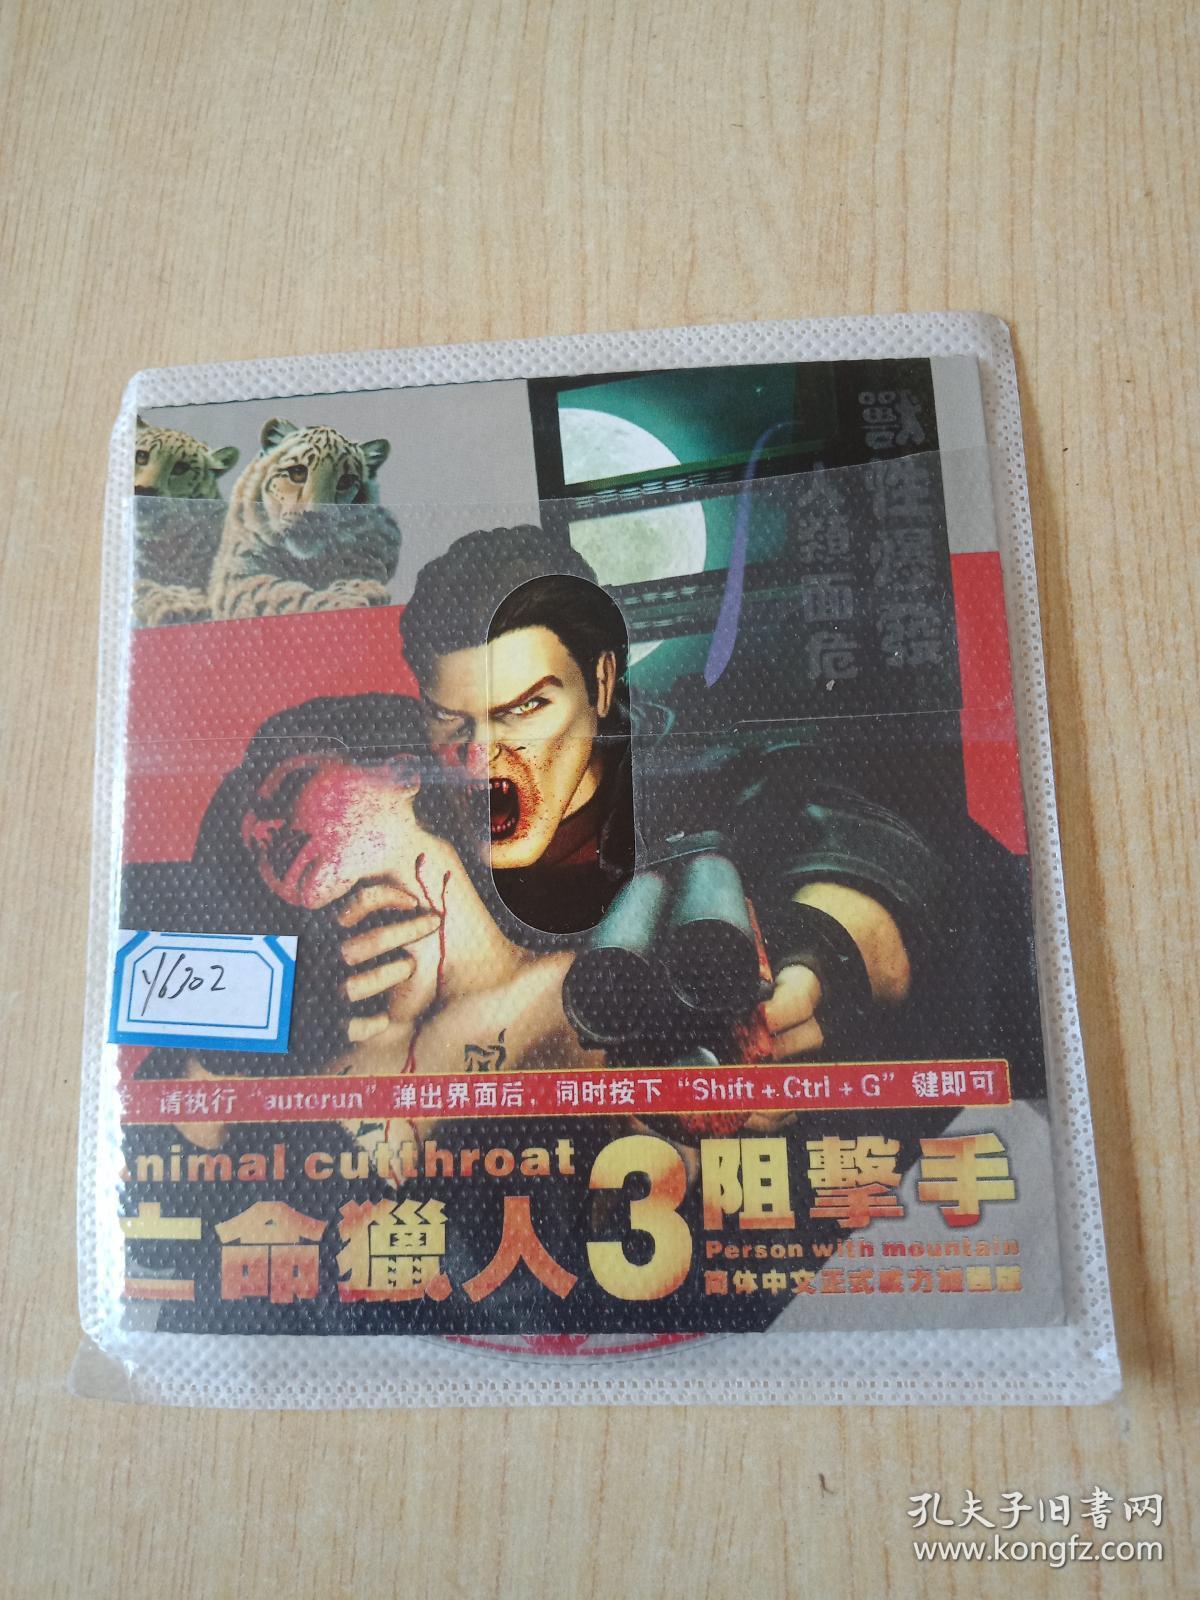 獸性爆發
人類面危
y6302
请执行“autorun”弹出界面后，同时按下“Shift+Ctrl+G”键即可
Animal cutthroat
亡命獵人3阻擊手
Person with mountain
简体中文正式威力加强版
孔夫子旧书网
www.kongfz.com